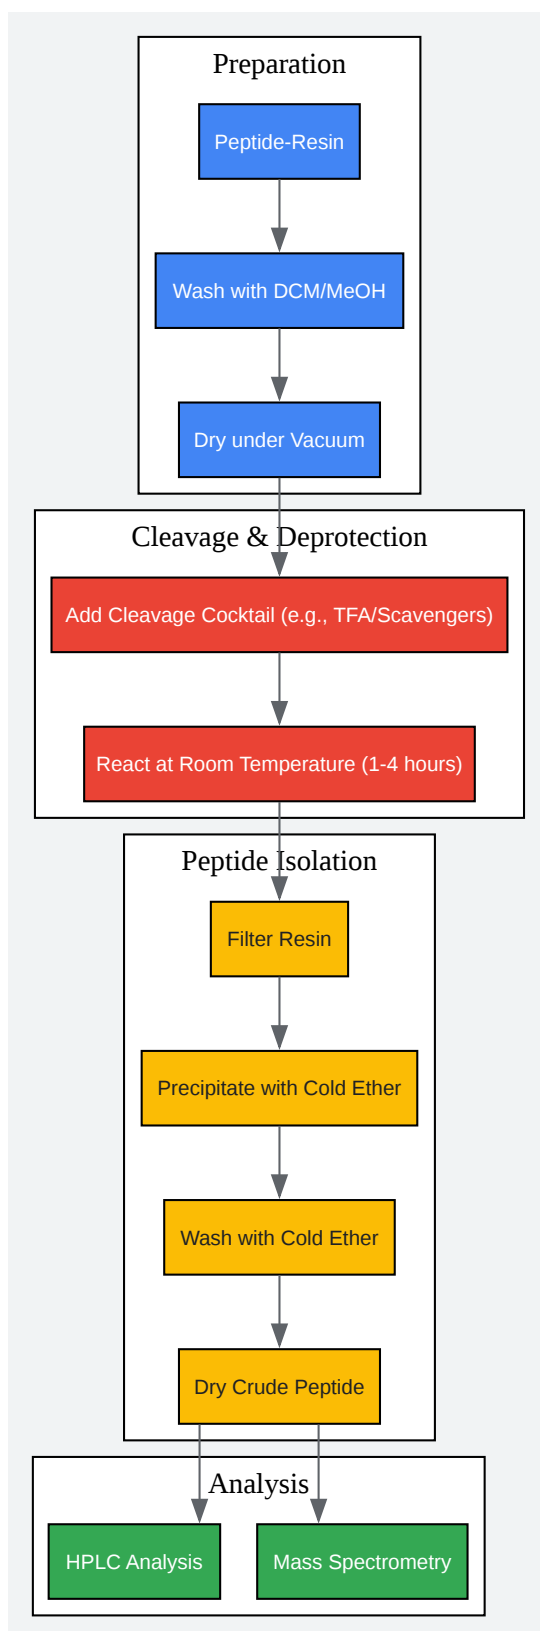 Preparation
Peptide-Resin
Wash with DCM/MeOH
Dry under Vacuum
Cleavage & Deprotection
Add Cleavage Cocktail (e.g., TFA/Scavengers)
React at Room Temperature (1-4 hours)
Peptide Isolation
Filter Resin
Precipitate with Cold Ether
Wash with Cold Ether
Dry Crude Peptide
Analysis
HPLC Analysis
Mass Spectrometry